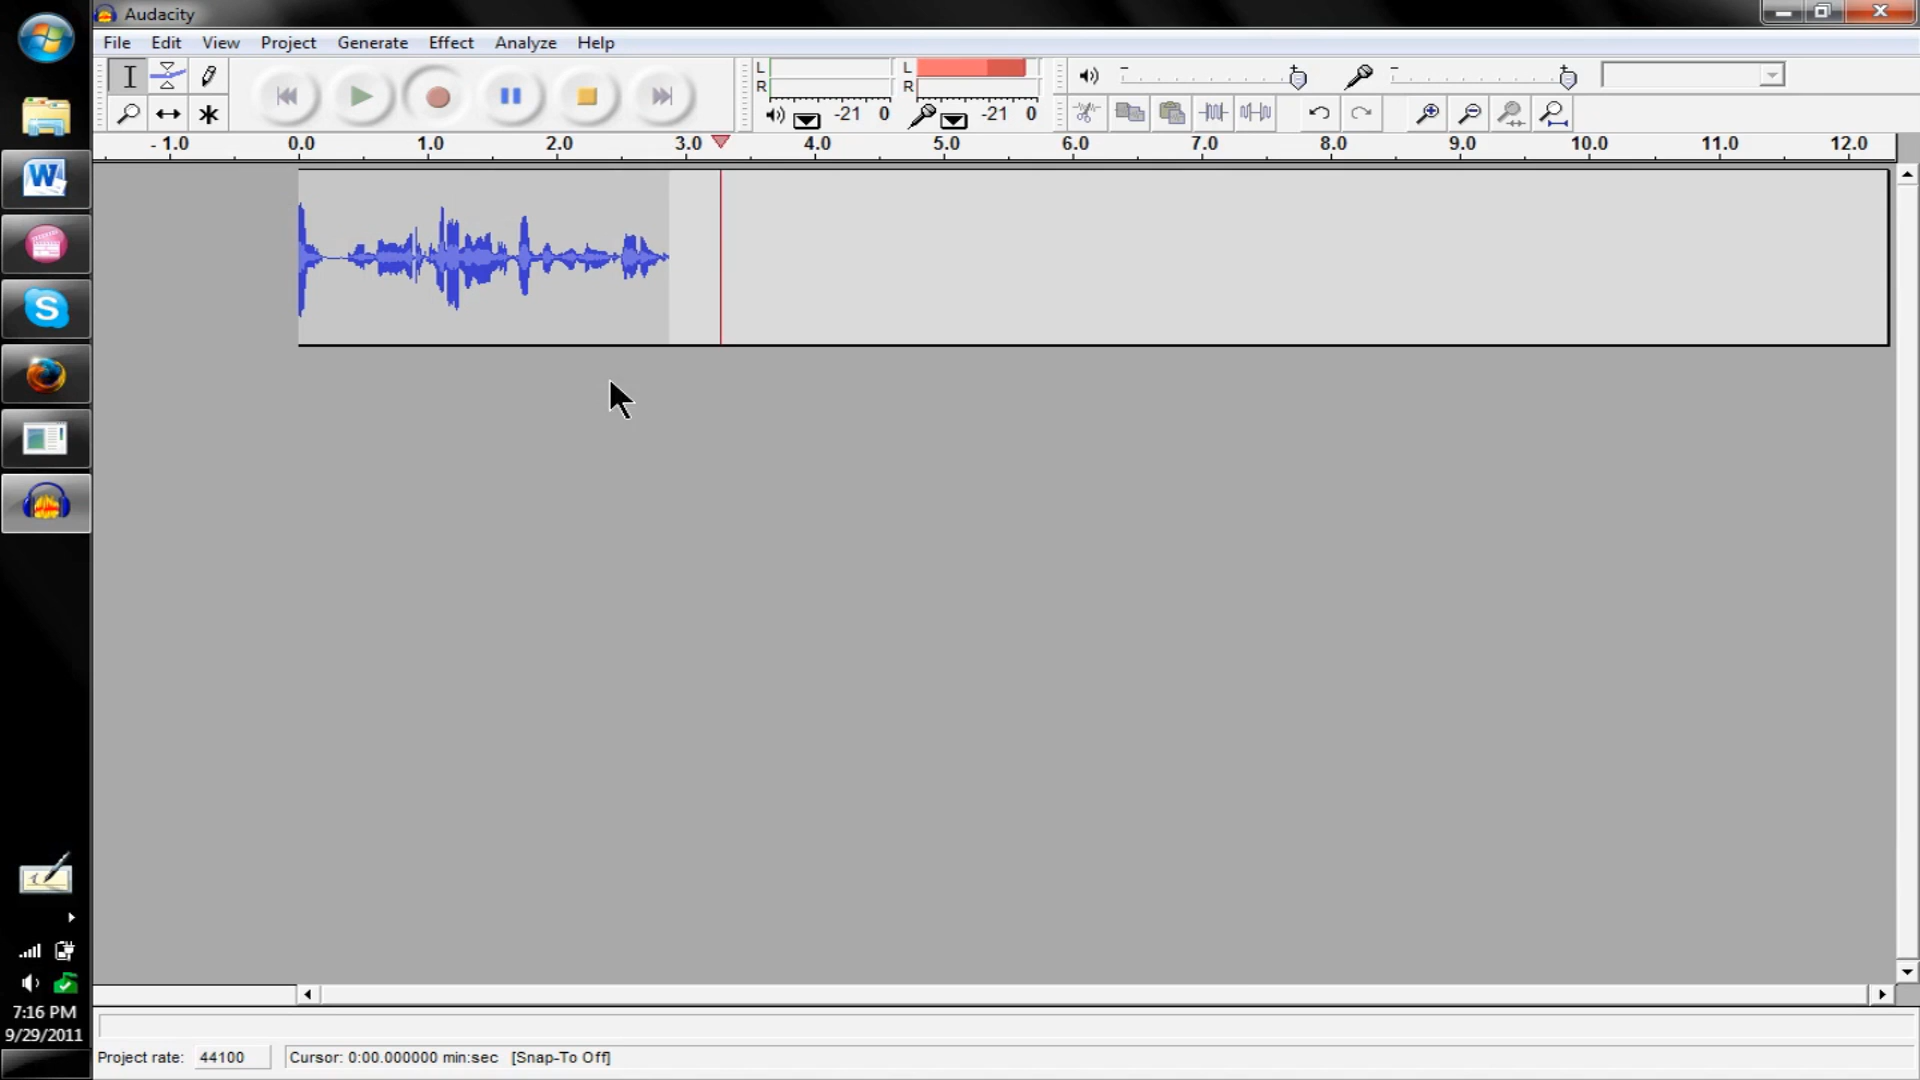 Audacity
File Edit View Project Generate Effect Analyze Help
L
R
-21 0
L
R
-21 0
- 1.0 0.0 1.0 2.0 3.0 4.0 5.0 6.0 7.0 8.0 9.0 10.0 11.0 12.0
W
S
7:16 PM
9/29/2011
Project rate: 44100 Cursor: 0:00.000000 min:sec [Snap-To Off]